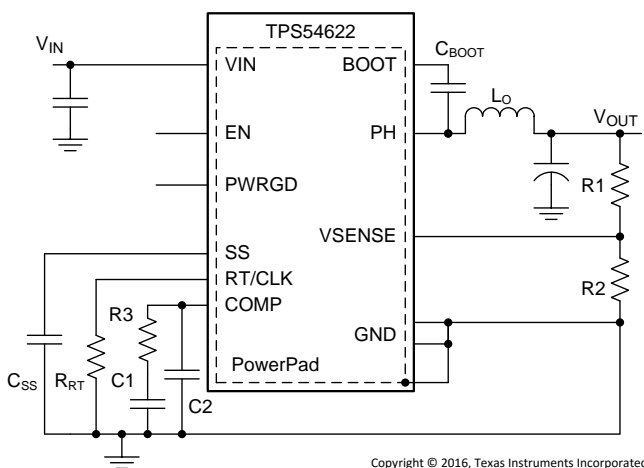 TPS54622
VIN
CBOOT
VIN
BOOT
LO
VOUT
EN
PH
PWRGD
R1
VSENSE
SS
RT/CLK
R2
R3
COMP
GND
PowerPad
CSS
RRT
C1
C2
Copyright © 2016, Texas Instruments Incorporated